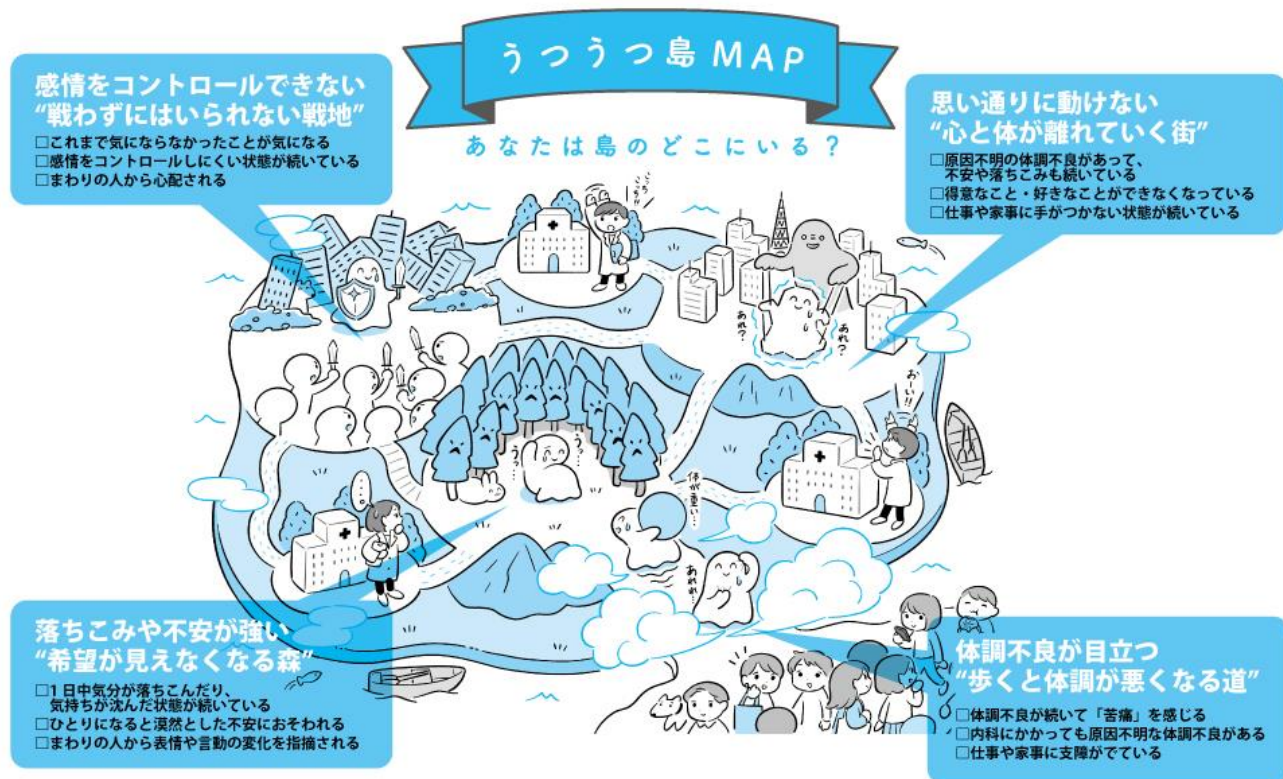 うつうつ島 MAP
あなたは島のどこにいる？
感情をコントロールできない
“戦わずにはいられない戦地”
□これまで気にならなかったことが気になる
□感情をコントロールしにくい状態が続いている
□まわりの人から心配される
思い通りに動けない
“心と体が離れていく街”
□原因不明の体調不良があって、
不安や落ちこみも続いている
□得意なこと・好きなことができなくなっている
□仕事や家事に手がつかない状態が続いている
こっち
こっち!!
あれ？
あれ？
おーい!!
うっ…
うっ…
体が重い…
うっ
あれれ…
…
落ちこみや不安が強い
“希望が見えなくなる森”
□1日中気分が落ちこんだり、
気持ちが沈んだ状態が続いている
□ひとりになると漠然とした不安におそわれる
□まわりの人から表情や言動の変化を指摘される
体調不良が目立つ
“歩くと体調が悪くなる道”
□体調不良が続いて「苦痛」を感じる
□内科にかかっても原因不明な体調不良がある
□仕事や家事に支障がでている